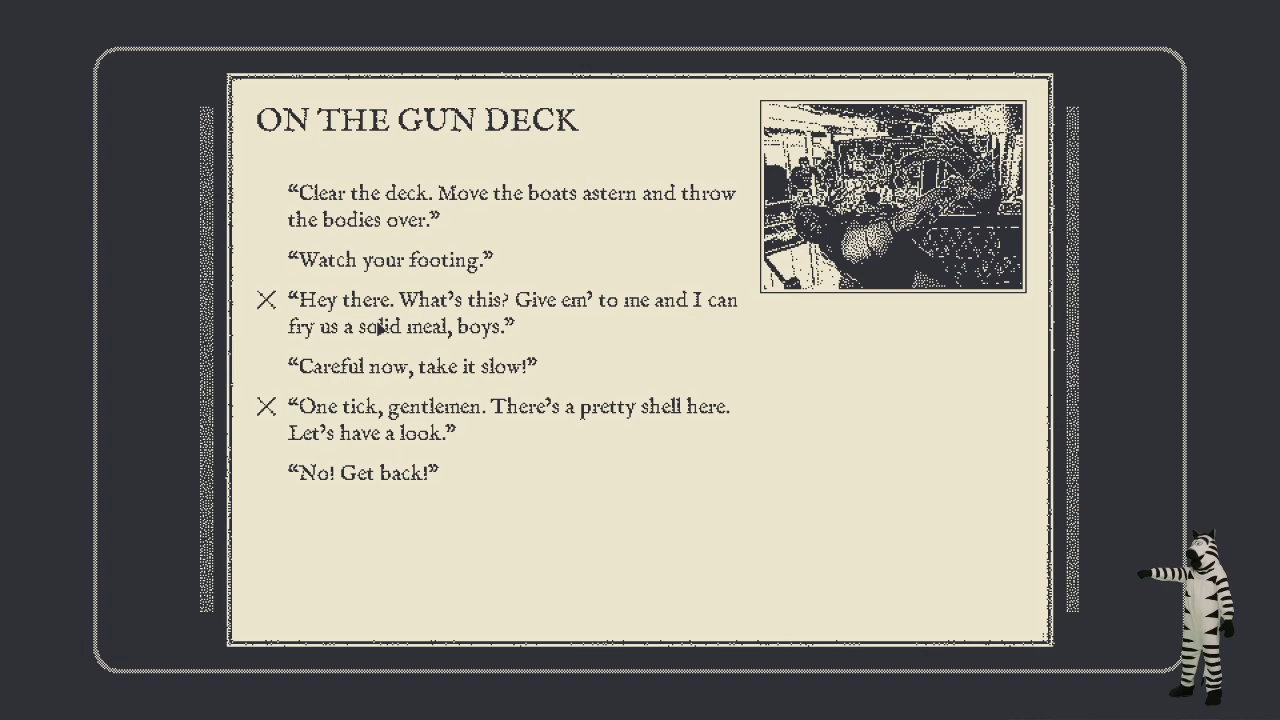 ON THE GUN DECK
“Clear the deck. Move the boats astern and throw
the bodies over.”
“Watch your footing.”
“Hey there. What’s this? Give em’ to me and I can
fry us a solid meal, boys.”
“Careful now, take it slow!”
“One tick, gentlemen. There’s a pretty shell here.
Let’s have a look.”
“No! Get back!”